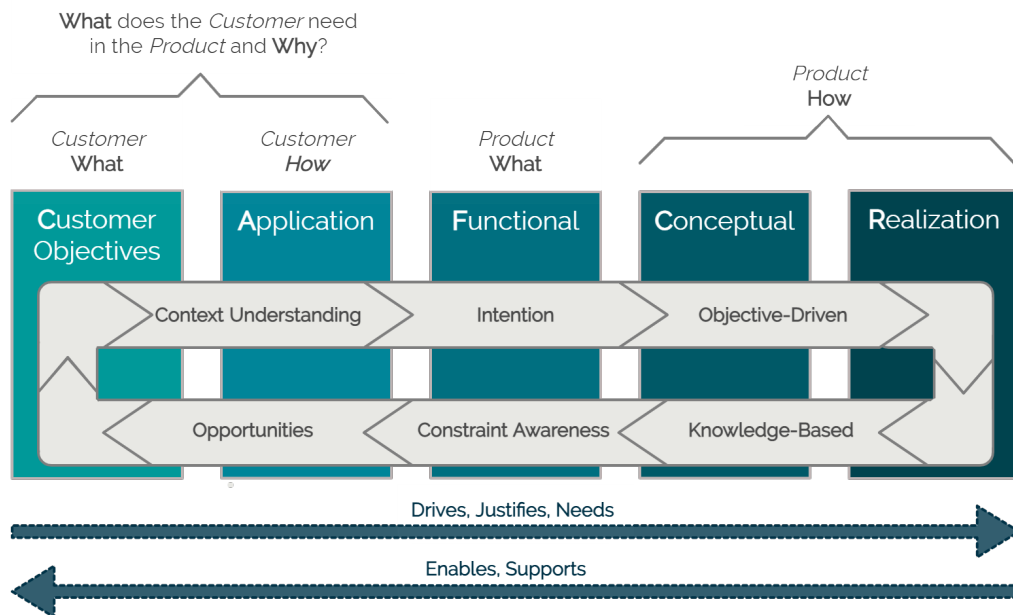 What does the Customer need
in the Product and Why?
Product
How
Customer
What
Customer
How
Product
What
Customer
Objectives
Application
Functional
Conceptual
Realization
Context Understanding
Intention
Objective-Driven
Opportunities
Constraint Awareness
Knowledge-Based
Drives, Justifies, Needs
Enables, Supports